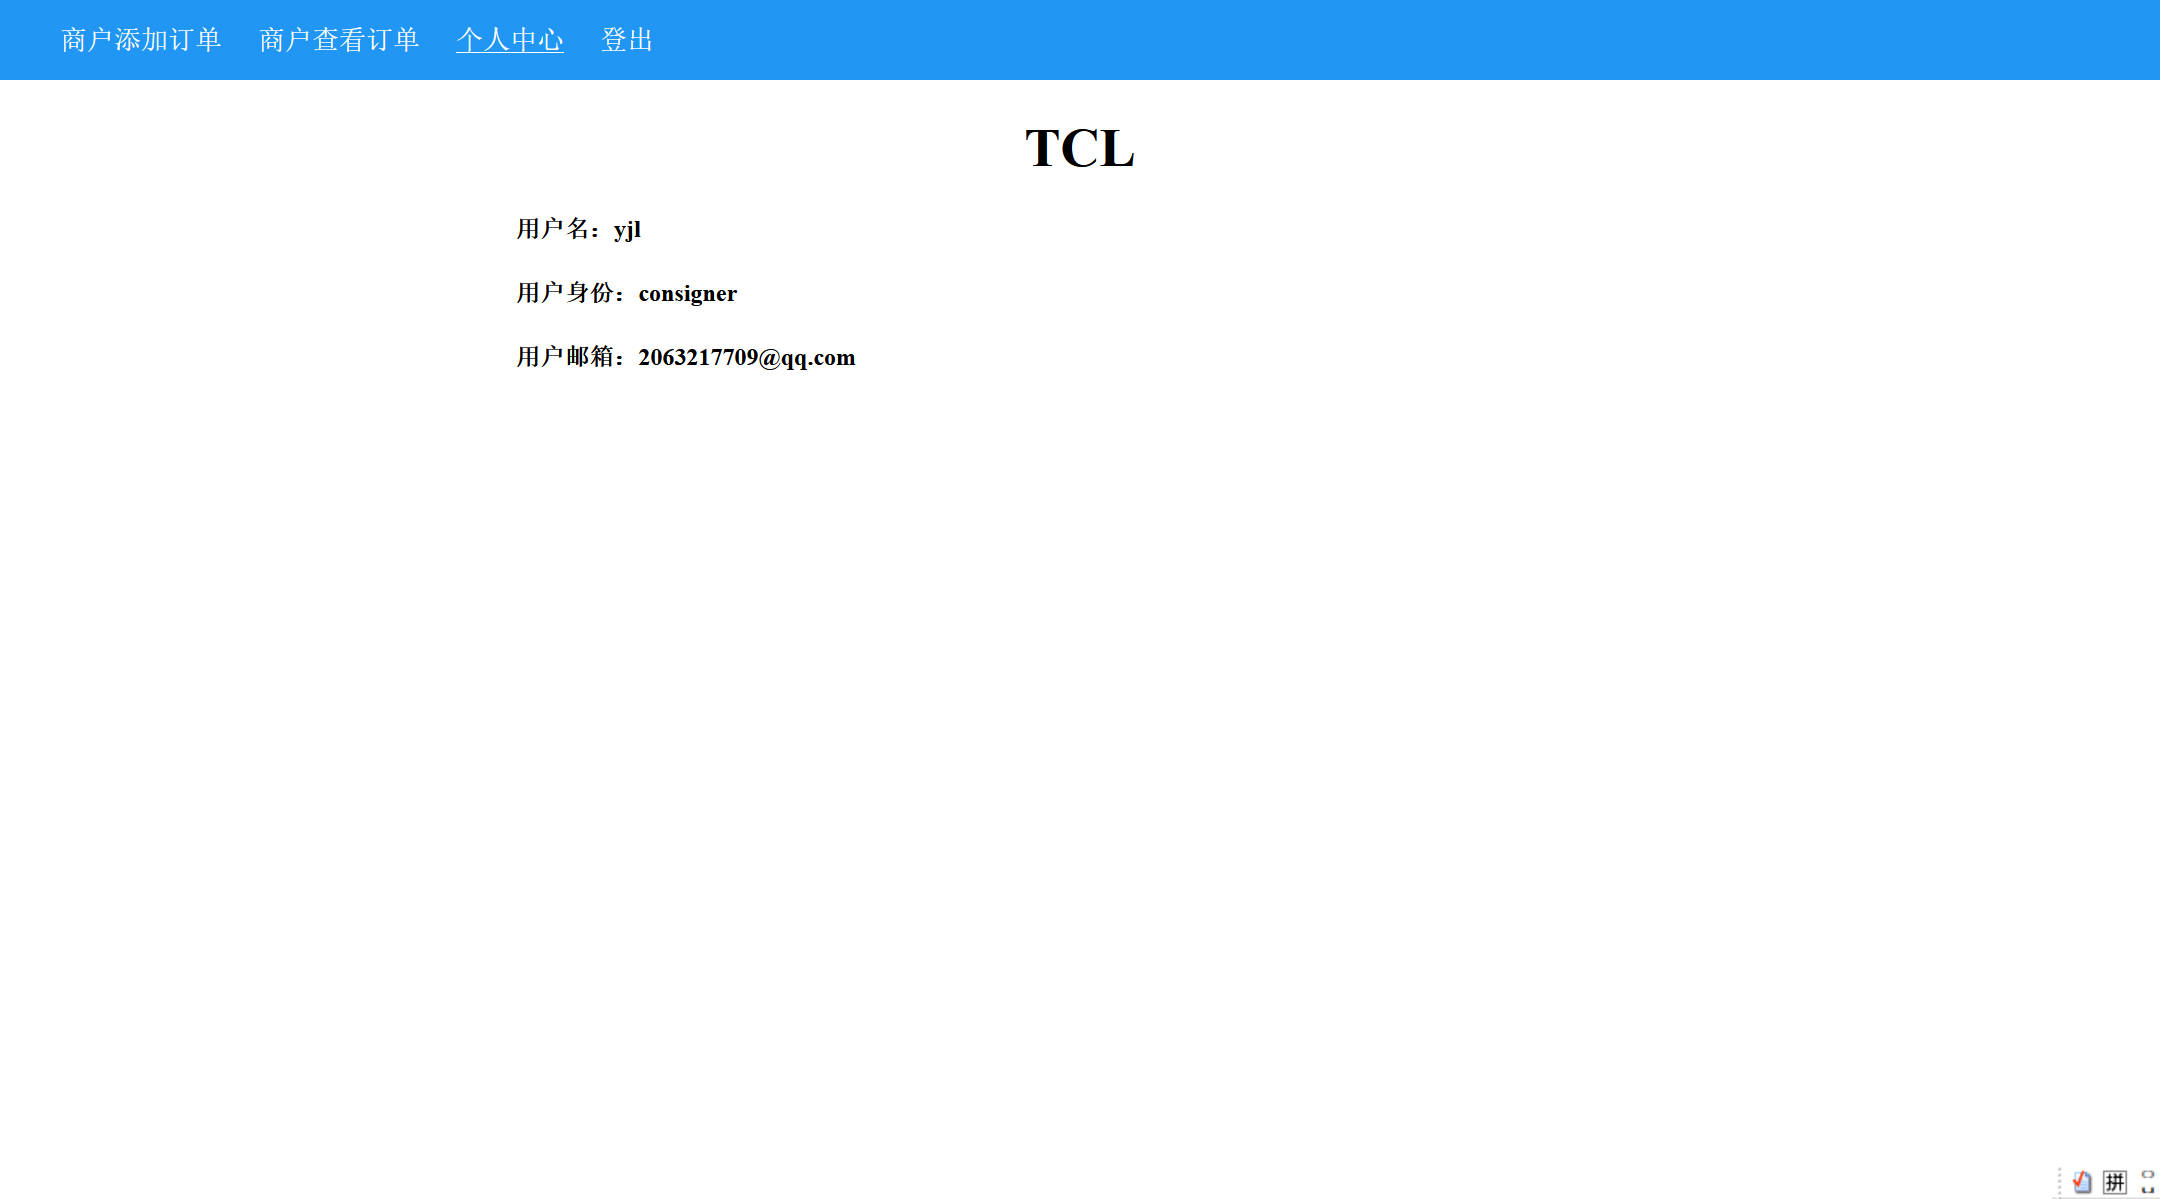 商户添加订单 商户查看订单 个人中心 登出
TCL
用户名：yjl
用户身份：consigner
用户邮箱：2063217709@qq.com
拼